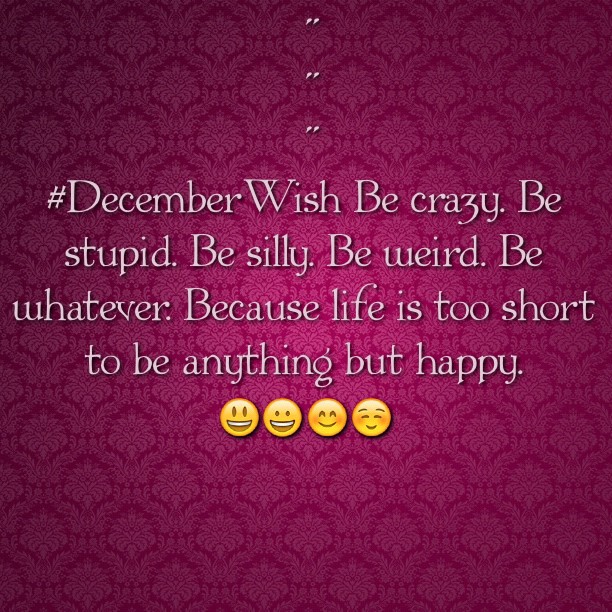 "
"
"
#DecemberWish Be crazy. Be
stupid. Be silly. Be weird. Be
whatever. Because life is too short
to be anything but happy.
😃😀😊☺️